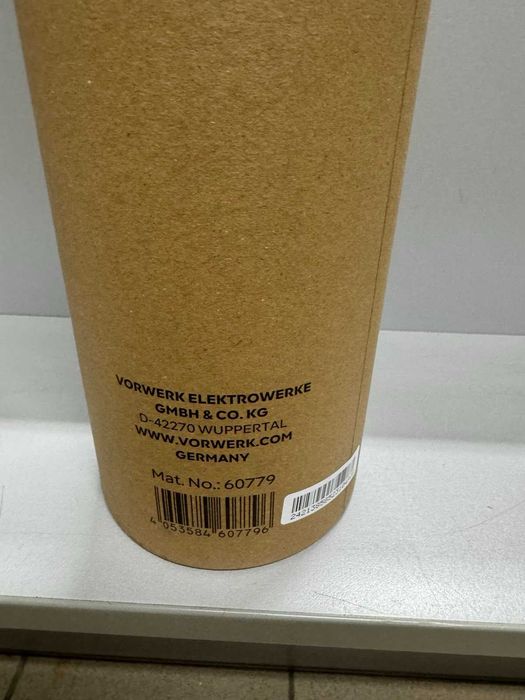 VORWERK ELEKTROWERKE
GMBH & CO. KG
D-42270 WUPPERTAL
WWW.VORWERK.COM
GERMANY
Mat. No.: 60779
4 053584 607796